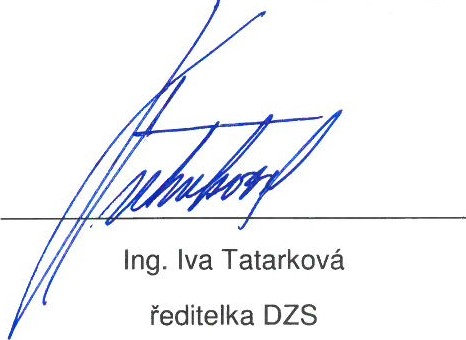 Ing. Iva Tatarková
ředitelka DZS